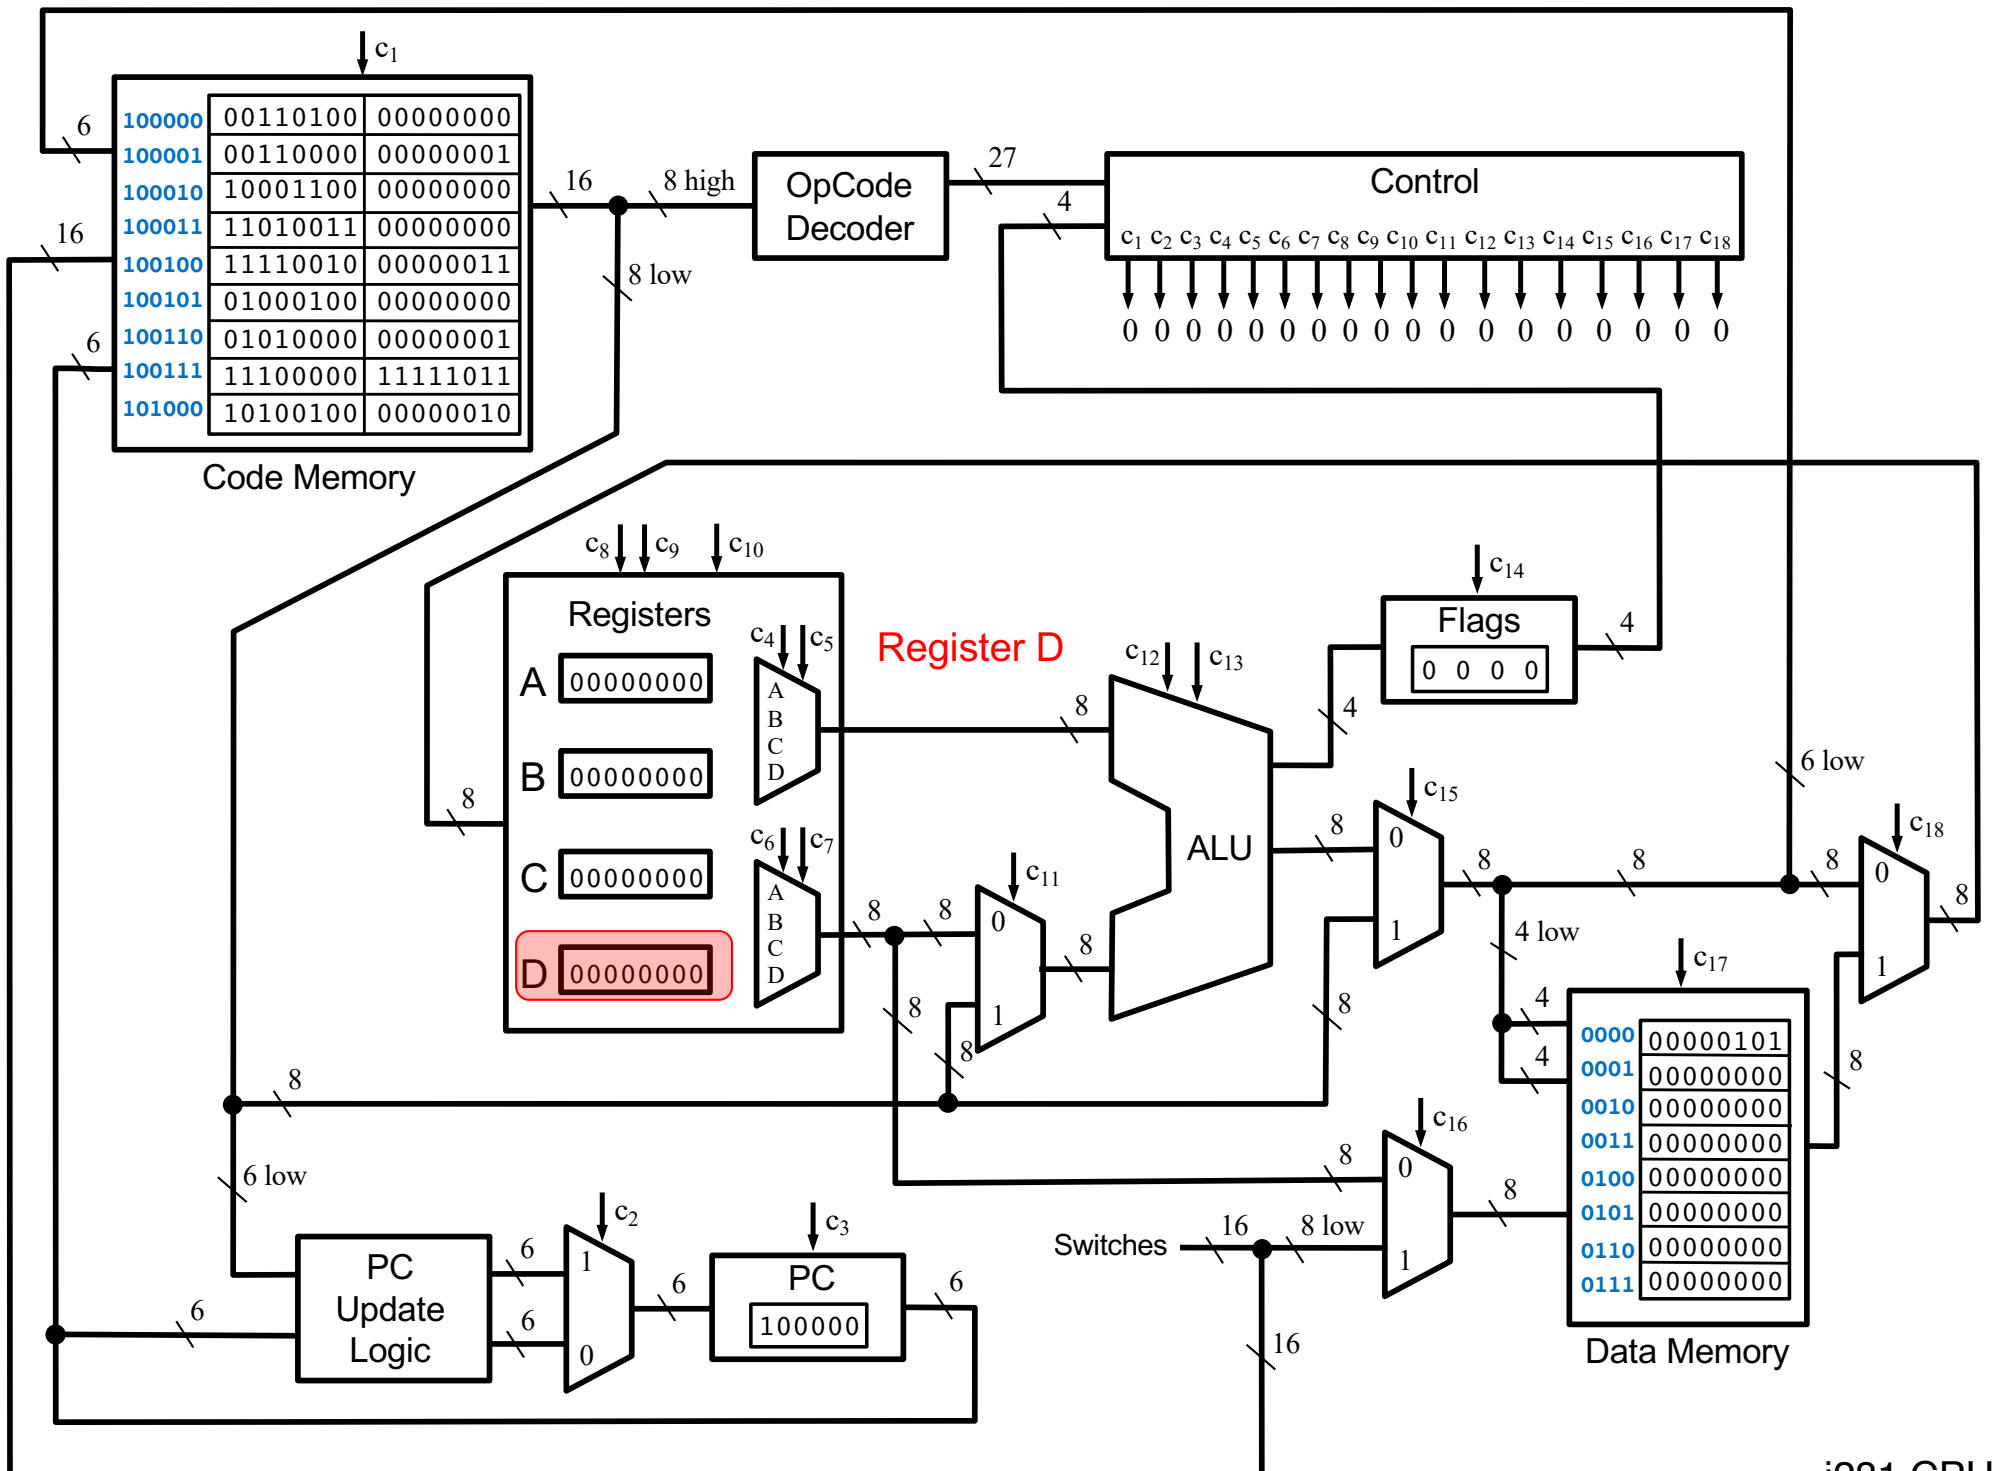 c1
100000 00110100 00000000
100001 00110000 00000001
100010 10001100 00000000
100011 11010011 00000000
100100 11110010 00000011
100101 01000100 00000000
100110 01010000 00000001
100111 11100000 11111011
101000 10100100 00000010
Code Memory
6
16
6
16
8 high
8 low
OpCode
Decoder
27
4
Control
c1 c2 c3 c4 c5 c6 c7 c8 c9 c10 c11 c12 c13 c14 c15 c16 c17 c18
0 0 0 0 0 0 0 0 0 0 0 0 0 0 0 0 0 0
c8 c9 c10
Registers
A 00000000
B 00000000
C 00000000
D 00000000
8
c4 c5
A
B
C
D
c6 c7
A
B
C
D
Register D
8
8
8
8
c11
0
1
8
8
c12 c13
ALU
4
8
c14
Flags
0 0 0 0
4
c15
0
1
8
8
8
8
6 low
4 low
4
4
c18
0
1
8
c17
0000 00000101
0001 00000000
0010 00000000
0011 00000000
0100 00000000
0101 00000000
0110 00000000
0111 00000000
Data Memory
8
8
6 low
6
PC
Update
Logic
6
6
c2
1
0
6
c3
PC
100000
6
Switches
16
8 low
16
8
c16
0
1
8